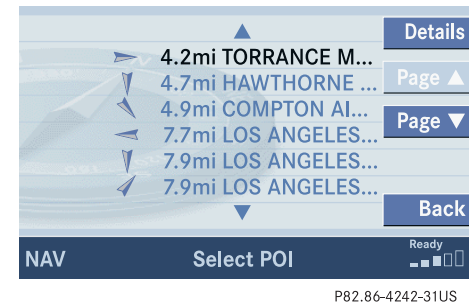 Details
4.2mi TORRANCE M...
4.7mi HAWTHORNE ...
Page ▲
4.9mi COMPTON AI...
Page ▼
7.7mi LOS ANGELES...
7.9mi LOS ANGELES...
7.9mi LOS ANGELES...
Back
NAV Select POI Ready
P82.86-4242-31US